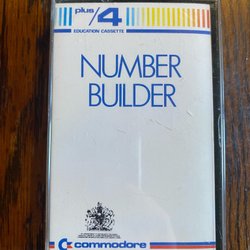 plus/4
EDUCATION CASSETTE
NUMBER
BUILDER
commodore